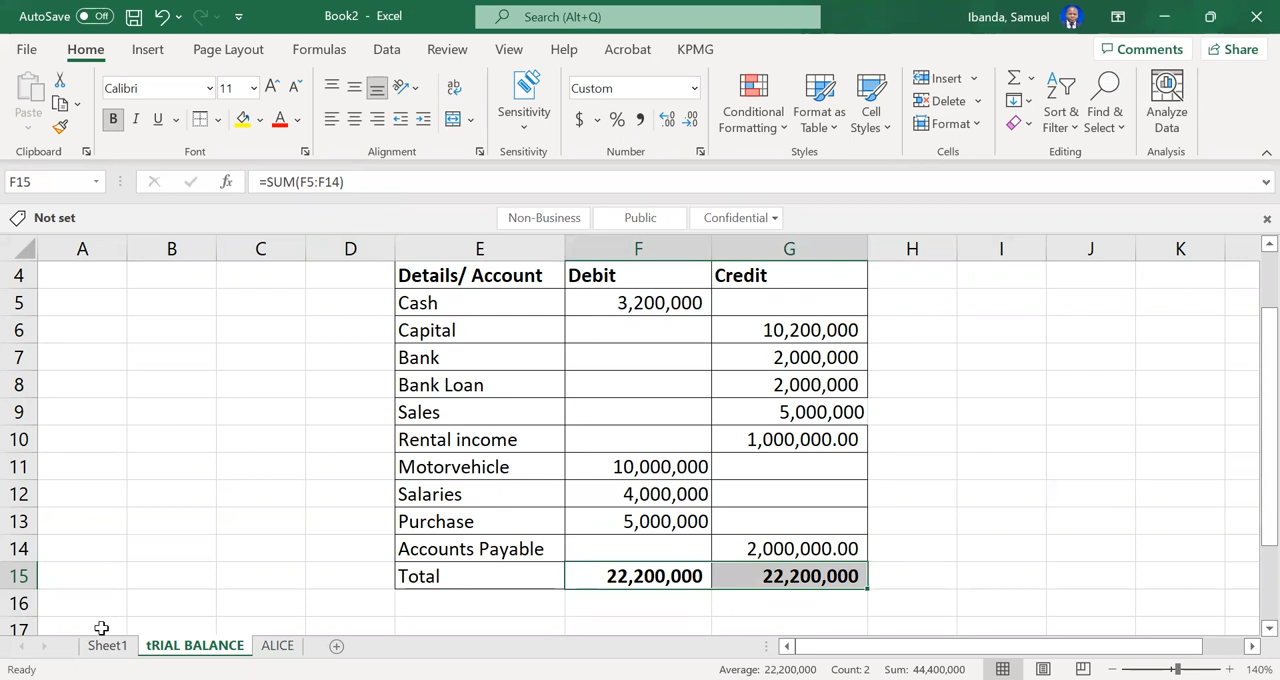 AutoSave Off Book2 - Excel Search (Alt+Q) Ibanda, Samuel
File Home Insert Page Layout Formulas Data Review View Help Acrobat KPMG Comments Share
Paste Calibri 11 A^ A˅ Custom Insert
B I U A ab $ % 9 .00 Sensitivity Conditional Formatting Format as Table Cell Styles Delete Format Sort & Filter Find & Select Analyze Data
Clipboard Font Alignment Sensitivity Number Styles Cells Editing Analysis
F15 fx =SUM(F5:F14)
Not set Non-Business Public Confidential
A B C D E F G H I J K
4 Details/ Account Debit Credit
5 Cash 3,200,000
6 Capital 10,200,000
7 Bank 2,000,000
8 Bank Loan 2,000,000
9 Sales 5,000,000
10 Rental income 1,000,000.00
11 Motorvehicle 10,000,000
12 Salaries 4,000,000
13 Purchase 5,000,000
14 Accounts Payable 2,000,000.00
15 Total 22,200,000 22,200,000
16
17
Sheet1 tRIAL BALANCE ALICE
Ready Average: 22,200,000 Count: 2 Sum: 44,400,000 140%